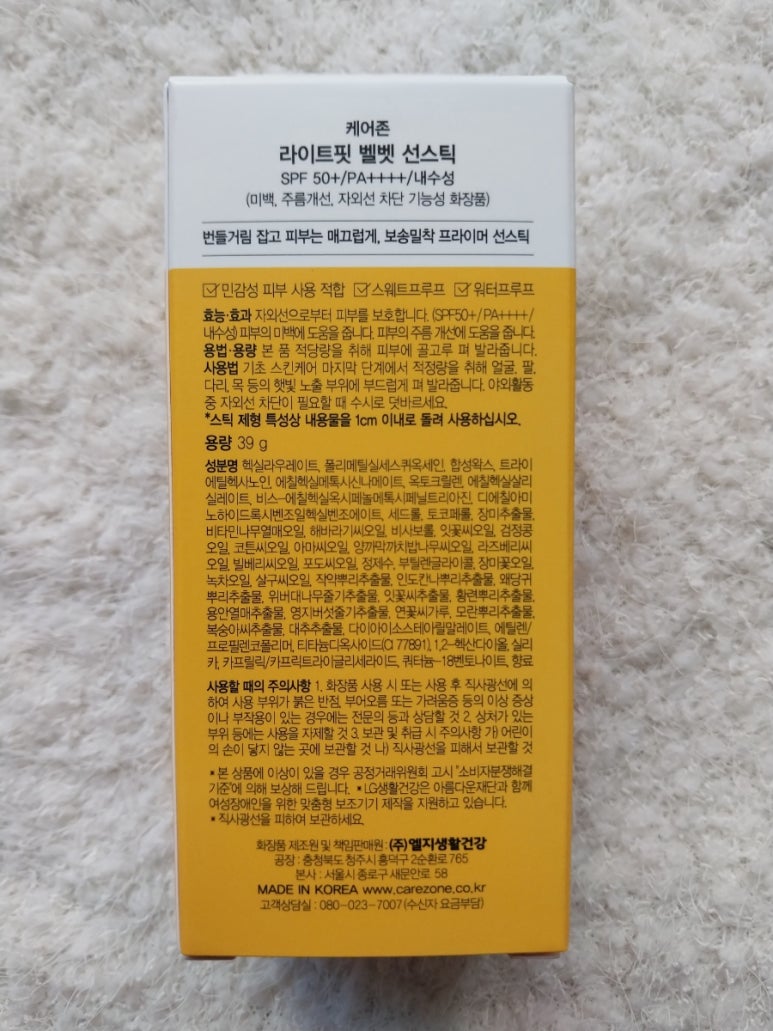 케어존
라이트핏 벨벳 선스틱
SPF 50+/PA++++/내수성
(미백, 주름개선, 자외선 차단 기능성 화장품)
번들거림 잡고 피부는 매끄럽게, 보송밀착 프라이머 선스틱
민감성 피부 사용 적합 스웨트프루프 워터프루프
효능·효과 자외선으로부터 피부를 보호합니다. (SPF50+/PA++++/
내수성) 피부의 미백에 도움을 줍니다. 피부의 주름 개선에 도움을 줍니다.
용법·용량 본 품 적당량을 취해 피부에 골고루 펴 발라줍니다.
사용법 기초 스킨케어 마지막 단계에서 적정량을 취해 얼굴, 팔,
다리, 목 등의 햇빛 노출 부위에 부드럽게 펴 발라줍니다. 야외활동
중 자외선 차단이 필요할 때 수시로 덧바르세요.
*스틱 제형 특성상 내용물을 1cm 이내로 돌려 사용하십시오.
용량 39 g
성분명 헥실라우레이트, 폴리메틸실세스퀴옥세인, 합성왁스, 트라이
에틸헥사노인, 에칠헥실메톡시신나메이트, 옥토크릴렌, 에칠헥실살리
실레이트, 비스-에칠헥실옥시페놀메톡시페닐트리아진, 디에칠아미
노하이드록시벤조일헥실벤조에이트, 세드롤, 토코페롤, 장미추출물,
비타민나무열매오일, 해바라기씨오일, 비사보롤, 잇꽃씨오일, 검정콩
오일, 코튼씨오일, 아마씨오일, 양까막까치밥나무씨오일, 라즈베리씨
오일, 빌베리씨오일, 포도씨오일, 정제수, 부틸렌글라이콜, 장미꽃오일,
녹차오일, 살구씨오일, 작약뿌리추출물, 인도칸나뿌리추출물, 왜당귀
뿌리추출물, 위버대나무줄기추출물, 잇꽃씨추출물, 황련뿌리추출물,
용안열매추출물, 영지버섯줄기추출물, 연꽃씨가루, 모란뿌리추출물,
복숭아씨추출물, 대추추출물, 다이아이소스테아릴말레이트, 에틸렌/
프로필렌코폴리머, 티타늄디옥사이드(CI 77891), 1,2-헥산다이올, 실리
카, 카프릴릭/카프릭트라이글리세라이드, 쿼터늄-18벤토나이트, 향료
사용할 때의 주의사항 1. 화장품 사용 시 또는 사용 후 직사광선에 의
하여 사용 부위가 붉은 반점, 부어오름 또는 가려움증 등의 이상 증상
이나 부작용이 있는 경우에는 전문의 등과 상담할 것 2. 상처가 있는
부위 등에는 사용을 자제할 것 3. 보관 및 취급 시 주의사항 가) 어린이
의 손이 닿지 않는 곳에 보관할 것 나) 직사광선을 피해서 보관할 것
* 본 상품에 이상이 있을 경우 공정거래위원회 고시 "소비자분쟁해결
기준"에 의해 보상해 드립니다. * LG생활건강은 아름다운재단과 함께
여성장애인을 위한 맞춤형 보조기기 제작을 지원하고 있습니다.
* 직사광선을 피하여 보관하세요.
화장품 제조원 및 책임판매원 : (주)엘지생활건강
공장 : 충청북도 청주시 흥덕구 2순환로 765
본사 : 서울시 종로구 새문안로 58
MADE IN KOREA www.carezone.co.kr
고객상담실 : 080-023-7007 (수신자 요금부담)